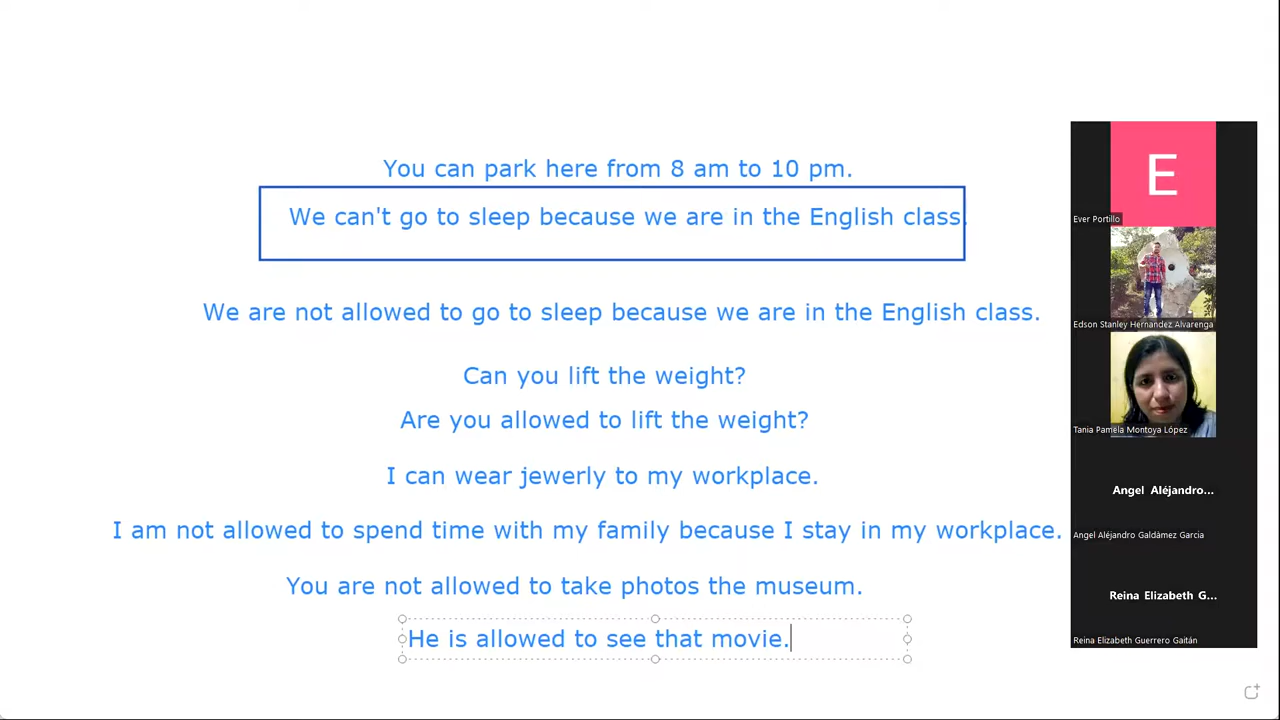 You can park here from 8 am to 10 pm.
We can't go to sleep because we are in the English class.
We are not allowed to go to sleep because we are in the English class.
Can you lift the weight?
Are you allowed to lift the weight?
I can wear jewerly to my workplace.
I am not allowed to spend time with my family because I stay in my workplace.
You are not allowed to take photos the museum.
He is allowed to see that movie.
E
Ever Portillo
Edson Stanley Hernandez Alvarenga
Tania Pamela Montoya López
Angel Aléjandro...
Angel Aléjandro Galdámez Garcia
Reina Elizabeth G...
Reina Elizabeth Guerrero Gaitán